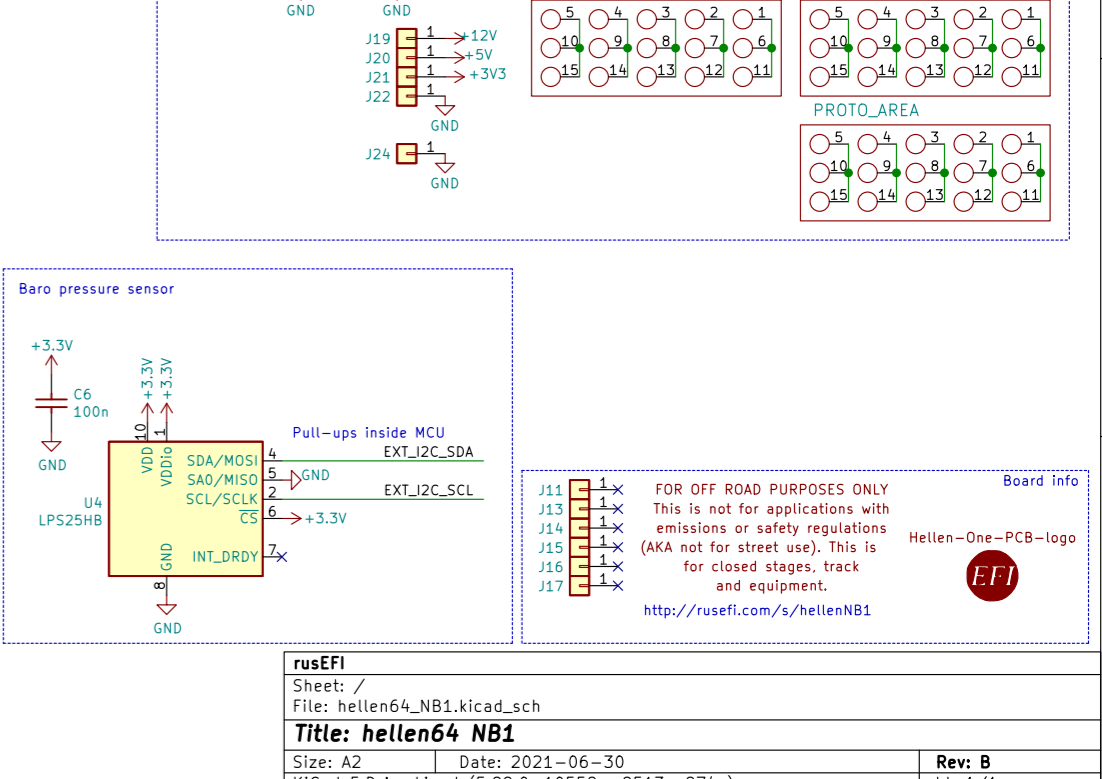 GND GND
J19 1 +12V
J20 1 +5V
J21 1 +3V3
J22 1
GND
J24 1
GND
5 4 3 2 1
10 9 8 7 6
15 14 13 12 11
5 4 3 2 1
10 9 8 7 6
15 14 13 12 11
PROTO_AREA
5 4 3 2 1
10 9 8 7 6
15 14 13 12 11
Baro pressure sensor
+3.3V
C6
100n
GND
+3.3V
+3.3V
10
1
VDD
VDDio
U4
LPS25HB
Pull-ups inside MCU
SDA/MOSI 4 EXT_I2C_SDA
SA0/MISO 5 GND
SCL/SCLK 2 EXT_I2C_SCL
CS 6 +3.3V
INT_DRDY 7
GND
8
GND
Board info
J11 1
J13 1
J14 1
J15 1
J16 1
J17 1
FOR OFF ROAD PURPOSES ONLY
This is not for applications with
emissions or safety regulations
(AKA not for street use). This is
for closed stages, track
and equipment.
http://rusefi.com/s/hellenNB1
Hellen-One-PCB-logo
EFI
rusEFI
Sheet: /
File: hellen64_NB1.kicad_sch
Title: hellen64 NB1
Size: A2 Date: 2021-06-30 Rev: B